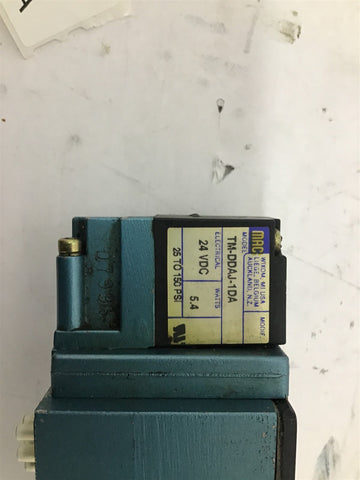 MAC
WIXOM, MI, USA
LIEGE, BELGIUM
AUCKLAND, N.Z.
MODEL
TM-DDAJ-1DA
ELECTRICAL
WATTS
24 VDC
5.4
25 TO 150 PSI